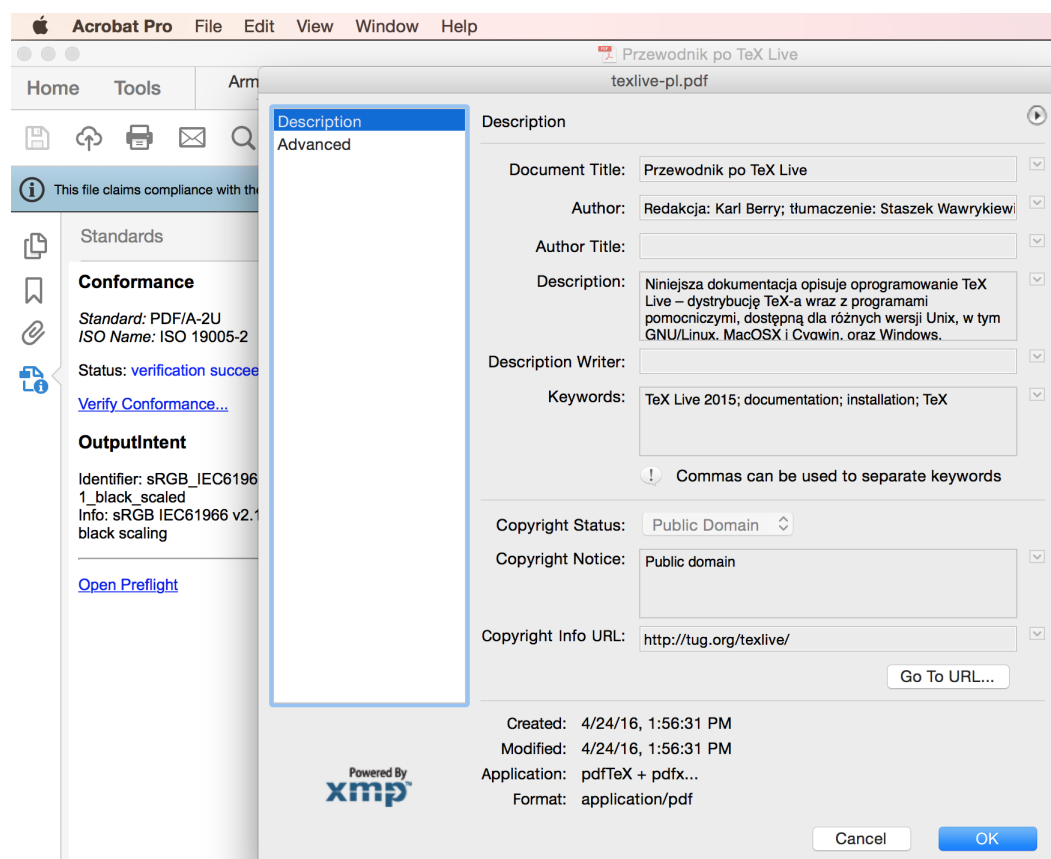 Acrobat Pro File Edit View Window Help
Przewodnik po TeX Live
Home Tools Arm
texlive-pl.pdf
This file claims compliance with the
Standards
Conformance
Standard: PDF/A-2U
ISO Name: ISO 19005-2
Status: verification succee
Verify Conformance...
OutputIntent
Identifier: sRGB_IEC6196
1_black_scaled
Info: sRGB IEC61966 v2.1
black scaling
Open Preflight
Description
Advanced
Description
Document Title: Przewodnik po TeX Live
Author: Redakcja: Karl Berry; tłumaczenie: Staszek Wawrykiewi
Author Title:
Description: Niniejsza dokumentacja opisuje oprogramowanie TeX
Live – dystrybucję TeX-a wraz z programami
pomocniczymi, dostępną dla różnych wersji Unix, w tym
GNU/Linux, MacOSX i Cygwin, oraz Windows.
Description Writer:
Keywords: TeX Live 2015; documentation; installation; TeX
! Commas can be used to separate keywords
Copyright Status: Public Domain
Copyright Notice: Public domain
Copyright Info URL: http://tug.org/texlive/
Go To URL...
Created: 4/24/16, 1:56:31 PM
Modified: 4/24/16, 1:56:31 PM
Application: pdfTeX + pdfx...
Format: application/pdf
Powered By
xmp™
Cancel OK